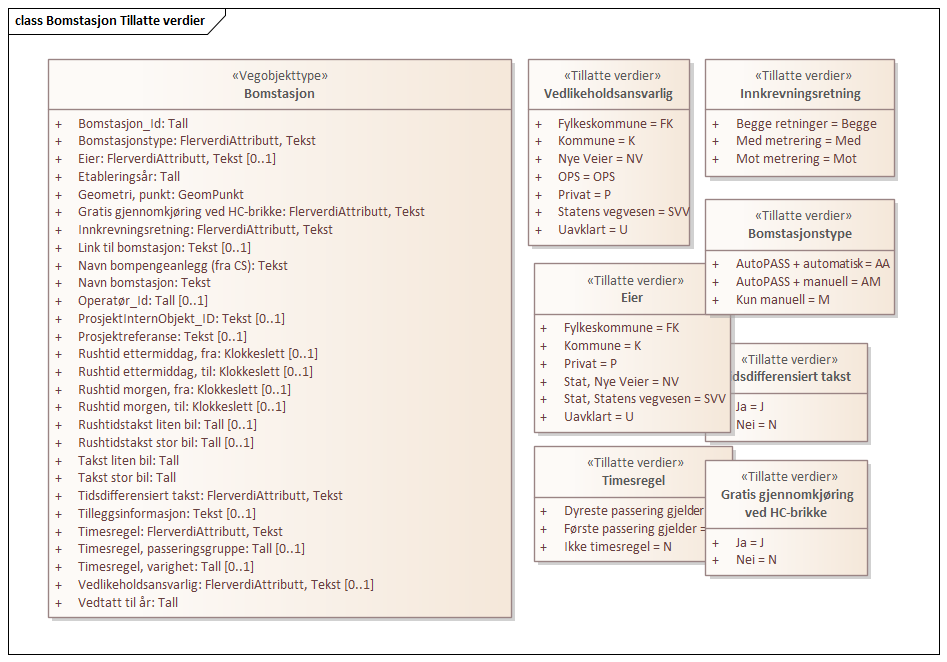 class Bomstasjon Tillatte verdier
«Vegobjekttype»
Bomstasjon
+ Bomstasjon_Id: Tall
+ Bomstasjonstype: FlerverdiAttributt, Tekst
+ Eier: FlerverdiAttributt, Tekst [0..1]
+ Etableringsår: Tall
+ Geometri, punkt: GeomPunkt
+ Gratis gjennomkjøring ved HC-brikke: FlerverdiAttributt, Tekst
+ Innkrevningsretning: FlerverdiAttributt, Tekst
+ Link til bomstasjon: Tekst [0..1]
+ Navn bompengeanlegg (fra CS): Tekst
+ Navn bomstasjon: Tekst
+ Operatør_Id: Tall [0..1]
+ ProsjektInternObjekt_ID: Tekst [0..1]
+ Prosjektreferanse: Tekst [0..1]
+ Rushtid ettermiddag, fra: Klokkeslett [0..1]
+ Rushtid ettermiddag, til: Klokkeslett [0..1]
+ Rushtid morgen, fra: Klokkeslett [0..1]
+ Rushtid morgen, til: Klokkeslett [0..1]
+ Rushtidstakst liten bil: Tall [0..1]
+ Rushtidstakst stor bil: Tall [0..1]
+ Takst liten bil: Tall
+ Takst stor bil: Tall
+ Tidsdifferensiert takst: FlerverdiAttributt, Tekst
+ Tilleggsinformasjon: Tekst [0..1]
+ Timesregel: FlerverdiAttributt, Tekst
+ Timesregel, passeringsgruppe: Tall [0..1]
+ Timesregel, varighet: Tall [0..1]
+ Vedlikeholdsansvarlig: FlerverdiAttributt, Tekst [0..1]
+ Vedtatt til år: Tall
«Tillatte verdier»
Vedlikeholdsansvarlig
+ Fylkeskommune = FK
+ Kommune = K
+ Nye Veier = NV
+ OPS = OPS
+ Privat = P
+ Statens vegvesen = SVV
+ Uavklart = U
«Tillatte verdier»
Innkrevningsretning
+ Begge retninger = Begge
+ Med metrering = Med
+ Mot metrering = Mot
«Tillatte verdier»
Bomstasjonstype
+ AutoPASS + automatisk = AA
+ AutoPASS + manuell = AM
+ Kun manuell = M
«Tillatte verdier»
Eier
+ Fylkeskommune = FK
+ Kommune = K
+ Privat = P
+ Stat, Nye Veier = NV
+ Stat, Statens vegvesen = SVV
+ Uavklart = U
«Tillatte verdier»
dsdifferensiert takst
Ja = J
Nei = N
«Tillatte verdier»
Timesregel
+ Dyreste passering gjelder
+ Første passering gjelder =
+ Ikke timesregel = N
«Tillatte verdier»
Gratis gjennomkjøring
ved HC-brikke
+ Ja = J
+ Nei = N